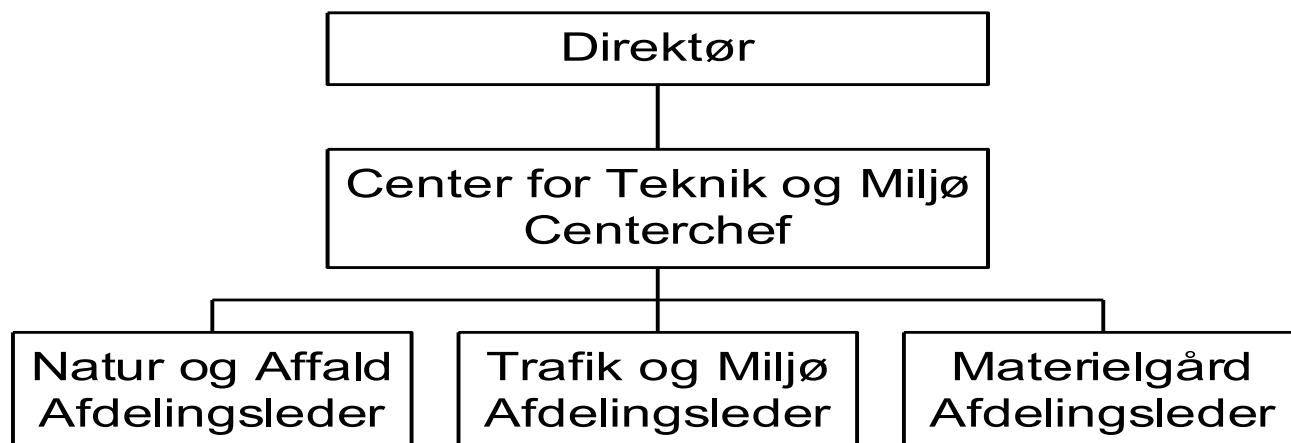 Direktør
Center for Teknik og Miljø
Centerchef
Natur og Affald
Afdelingsleder
Trafik og Miljø
Afdelingsleder
Materielgård
Afdelingsleder